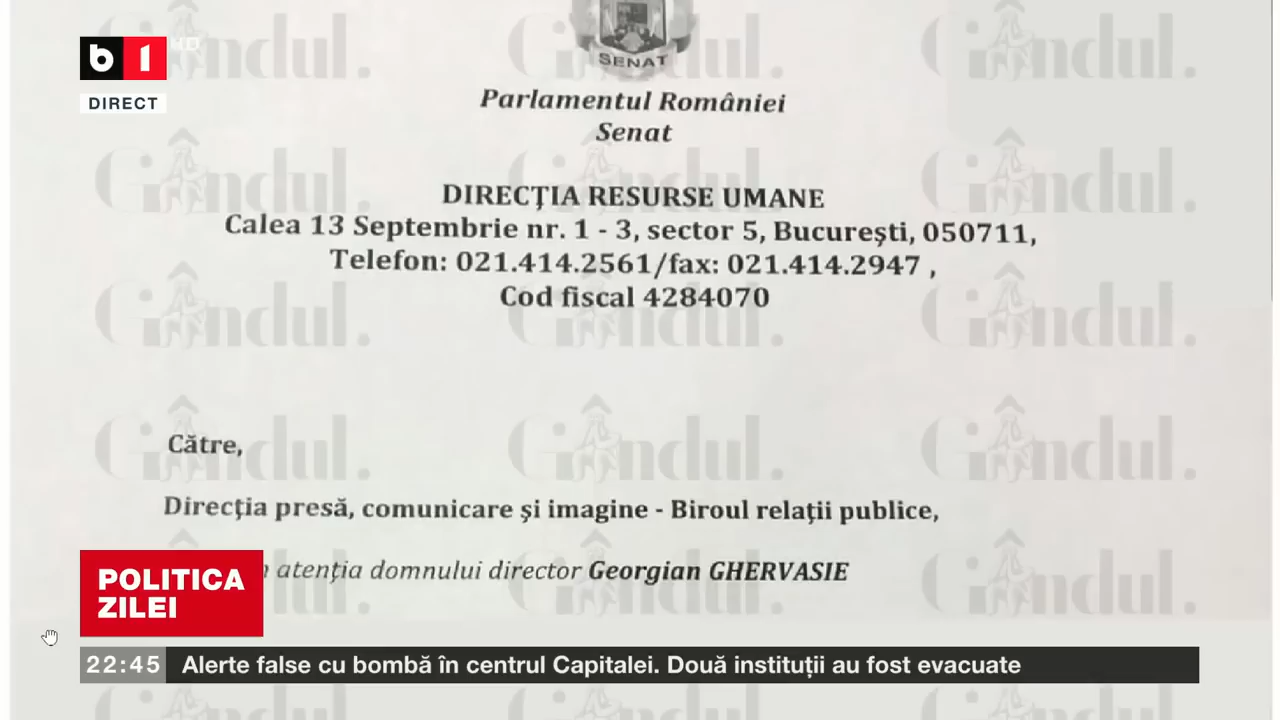 b1
HD
DIRECT
SENAT
Parlamentul României
Senat
DIRECŢIA RESURSE UMANE
Calea 13 Septembrie nr. 1 - 3, sector 5, Bucureşti, 050711,
Telefon: 021.414.2561/fax: 021.414.2947 ,
Cod fiscal 4284070
Către,
Direcţia presă, comunicare şi imagine - Biroul relaţii publice,
atenţia domnului director Georgian GHERVASIE
Gândul.
POLITICA
ZILEI
22:45 Alerte false cu bombă în centrul Capitalei. Două instituții au fost evacuate